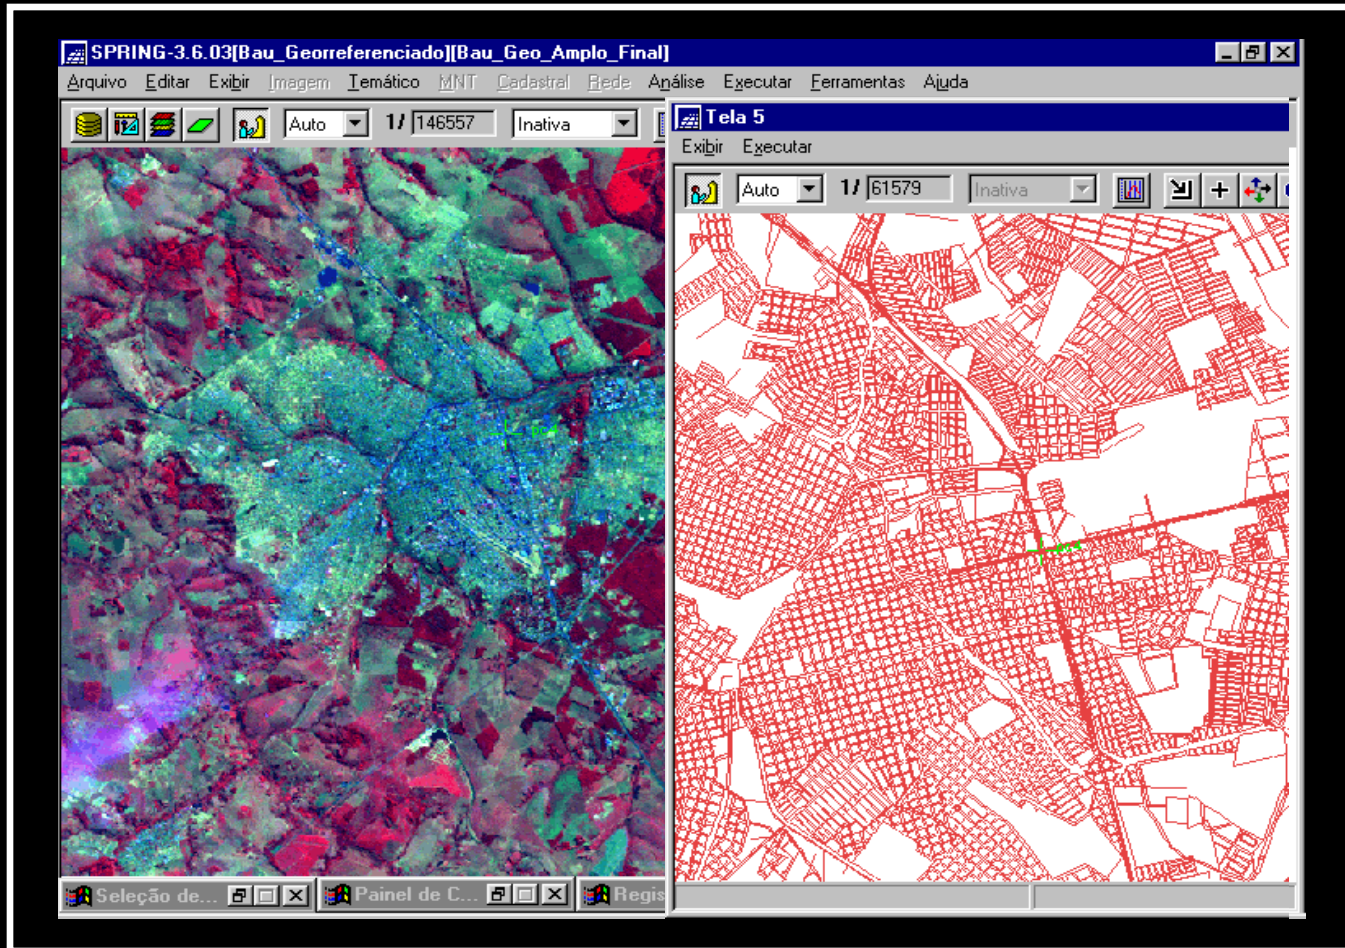 SPRING-3.6.03[Bau_Georreferenciado][Bau_Geo_Amplo_Final]
Arquivo Editar Exibir Imagem Temático MNT Cadastral Rede Análise Executar Ferramentas Ajuda
Auto 1/ 146557 Inativa
Tela 5
Exibir Executar
Auto 1/ 61579 Inativa
Seleção de... Painel de C... Regis